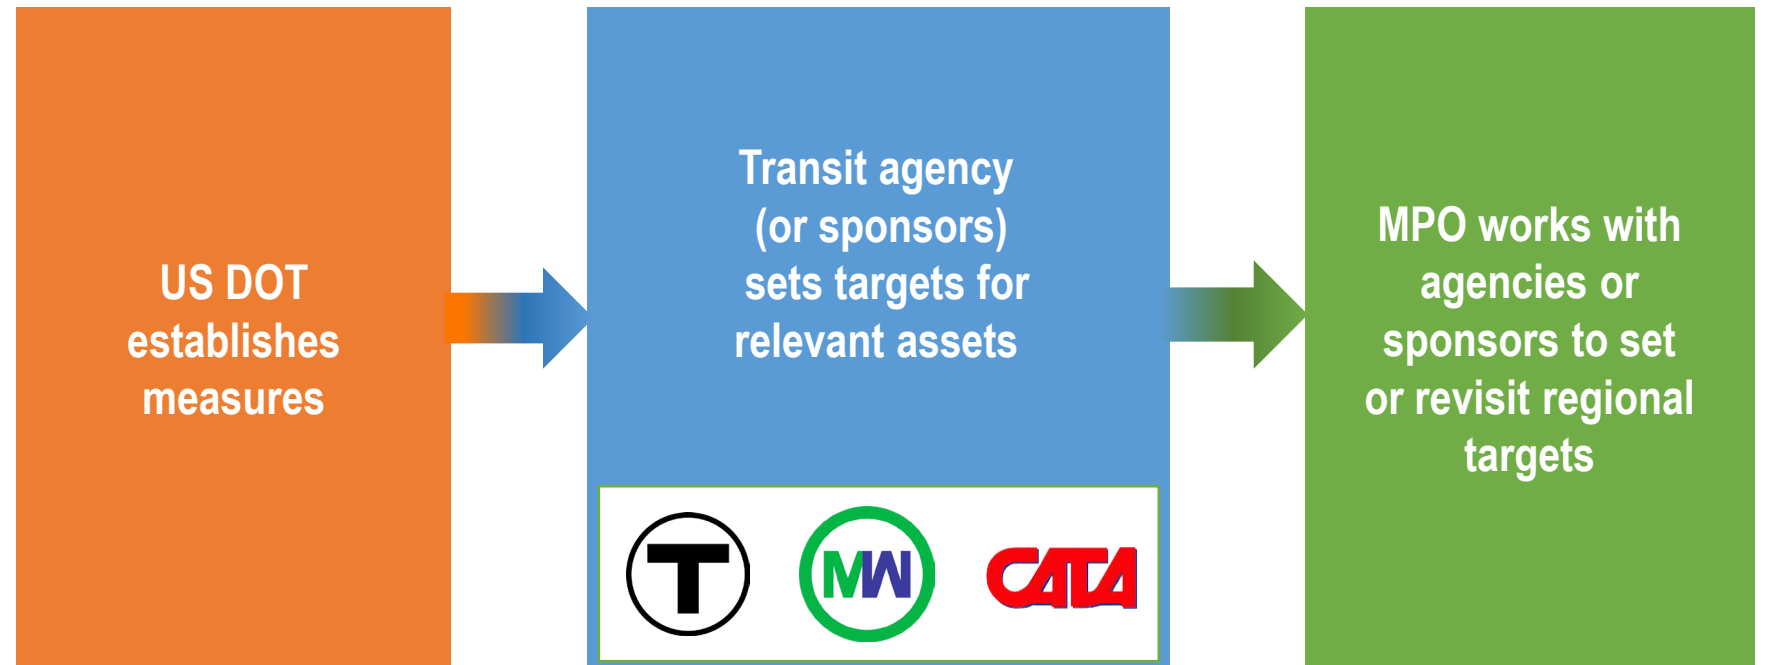 US DOT
establishes
measures
Transit agency
(or sponsors)
sets targets for
relevant assets
T
MW
CATA
MPO works with
agencies or
sponsors to set
or revisit regional
targets